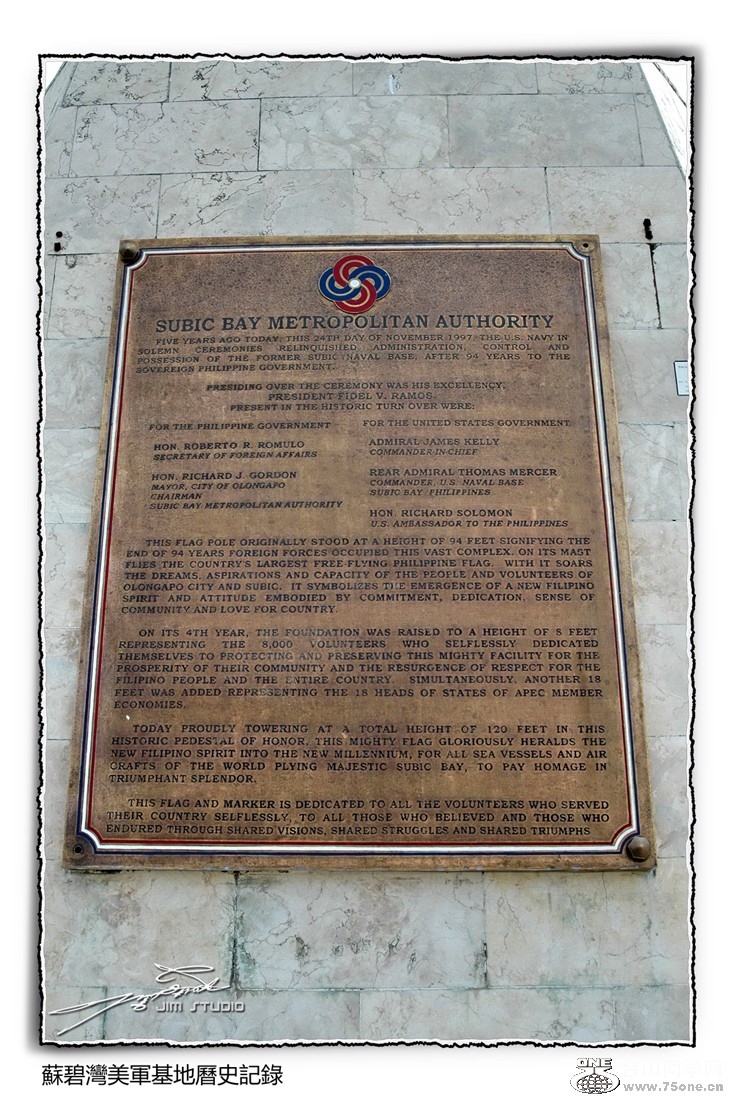 SUBIC BAY METROPOLITAN AUTHORITY
FIVE YEARS AGO TODAY, THIS 24TH DAY OF NOVEMBER 1997, THE U.S. NAVY IN
SOLEMN CEREMONIES RELINQUISHED ADMINISTRATION, CONTROL AND
POSSESSION OF THE FORMER SUBIC NAVAL BASE, AFTER 94 YEARS TO THE
SOVEREIGN PHILIPPINE GOVERNMENT.
PRESIDING OVER THE CEREMONY WAS HIS EXCELLENCY,
PRESIDENT FIDEL V. RAMOS.
PRESENT IN THE HISTORIC TURN OVER WERE:
FOR THE PHILIPPINE GOVERNMENT
HON. ROBERTO R. ROMULO
SECRETARY OF FOREIGN AFFAIRS
HON. RICHARD J. GORDON
MAYOR, CITY OF OLONGAPO
CHAIRMAN
SUBIC BAY METROPOLITAN AUTHORITY
FOR THE UNITED STATES GOVERNMENT
ADMIRAL JAMES KELLY
COMMANDER-IN-CHIEF
REAR ADMIRAL THOMAS MERCER
COMMANDER, U.S. NAVAL BASE
SUBIC BAY PHILIPPINES
HON. RICHARD SOLOMON
U.S. AMBASSADOR TO THE PHILIPPINES
THIS FLAG POLE ORIGINALLY STOOD AT A HEIGHT OF 94 FEET SIGNIFYING THE
END OF 94 YEARS FOREIGN FORCES OCCUPIED THIS VAST COMPLEX. ON ITS MAST
FLIES THE COUNTRY'S LARGEST FREE-FLYING PHILIPPINE FLAG. WITH IT SOARS
THE DREAMS, ASPIRATIONS AND CAPACITY OF THE PEOPLE AND VOLUNTEERS OF
OLONGAPO CITY AND SUBIC. IT SYMBOLIZES THE EMERGENCE OF A NEW FILIPINO
SPIRIT AND ATTITUDE EMBODIED BY COMMITMENT, DEDICATION, SENSE OF
COMMUNITY AND LOVE FOR COUNTRY.
ON ITS 4TH YEAR, THE FOUNDATION WAS RAISED TO A HEIGHT OF 8 FEET
REPRESENTING THE 8,000 VOLUNTEERS WHO SELFLESSLY DEDICATED
THEMSELVES TO PROTECTING AND PRESERVING THIS MIGHTY FACILITY FOR THE
PROSPERITY OF THEIR COMMUNITY AND THE RESURGENCE OF RESPECT FOR THE
FILIPINO PEOPLE AND THE ENTIRE COUNTRY. SIMULTANEOUSLY, ANOTHER 18
FEET WAS ADDED REPRESENTING THE 18 HEADS OF STATES OF APEC MEMBER
ECONOMIES.
TODAY PROUDLY TOWERING AT A TOTAL HEIGHT OF 120 FEET IN THIS
HISTORIC PEDESTAL OF HONOR, THIS MIGHTY FLAG GLORIOUSLY HERALDS THE
NEW FILIPINO SPIRIT INTO THE NEW MILLENNIUM, FOR ALL SEA VESSELS AND AIR
CRAFTS OF THE WORLD PLYING MAJESTIC SUBIC BAY, TO PAY HOMAGE IN
TRIUMPHANT SPLENDOR.
THIS FLAG AND MARKER IS DEDICATED TO ALL THE VOLUNTEERS WHO SERVED
THEIR COUNTRY SELFLESSLY, TO ALL THOSE WHO BELIEVED AND THOSE WHO
ENDURED THROUGH SHARED VISIONS, SHARED STRUGGLES AND SHARED TRIUMPHS
JIM STUDIO
蘇碧灣美軍基地曆史記錄
ONE
www.75one.cn